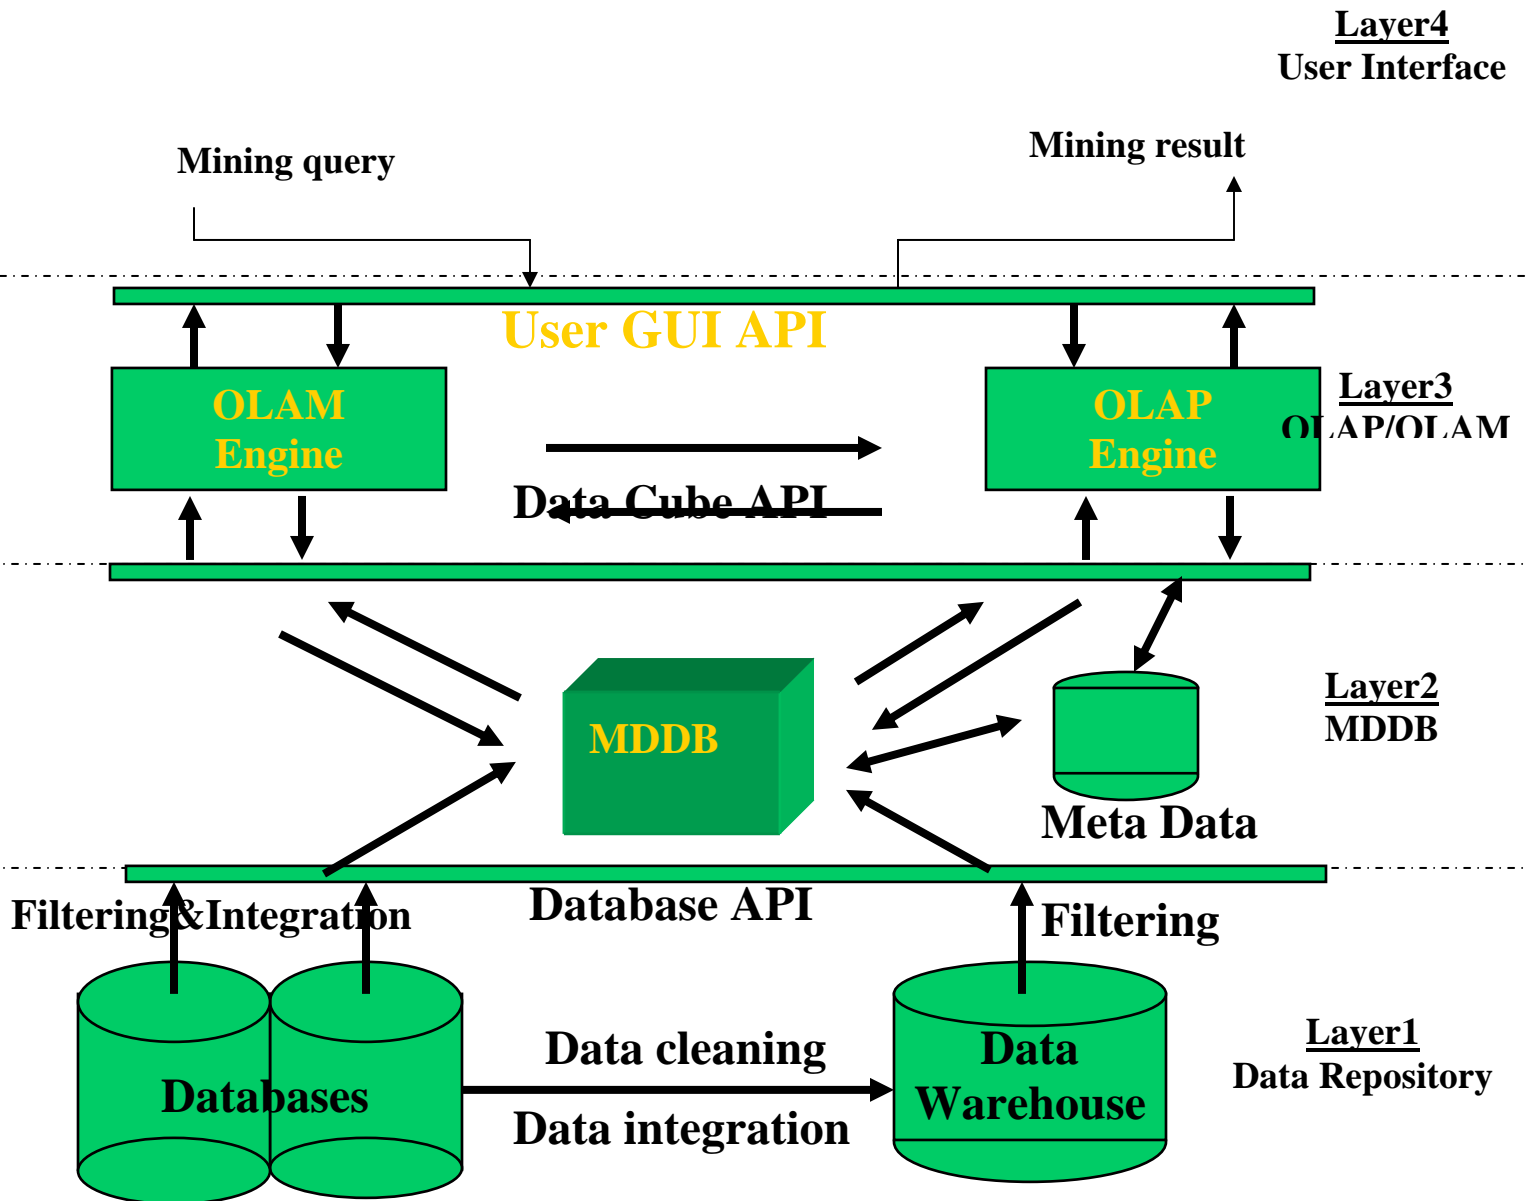 Layer4
User Interface
Mining query
Mining result
User GUI API
OLAM
Engine
OLAP
Engine
Layer3
OLAP/OLAM
Data Cube API
MDDB
Layer2
MDDB
Meta Data
Filtering&Integration
Database API
Filtering
Databases
Data cleaning
Data integration
Data
Warehouse
Layer1
Data Repository